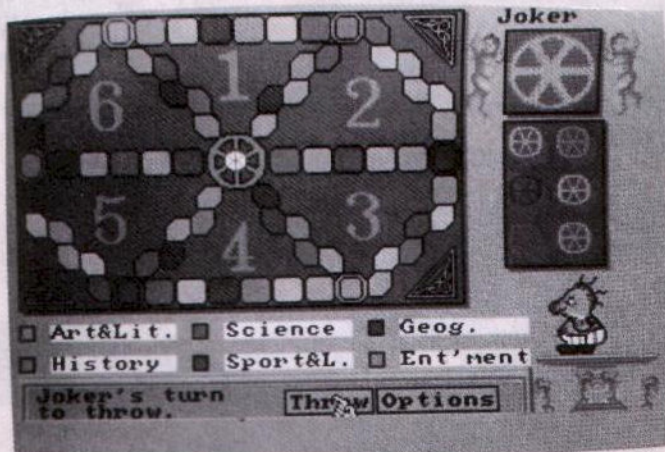 Joker
6
1
2
5
4
3
Art&Lit.
Science
Geog.
History
Sport&L.
Ent'ment
Joker's turn
to throw.
Throw
Options